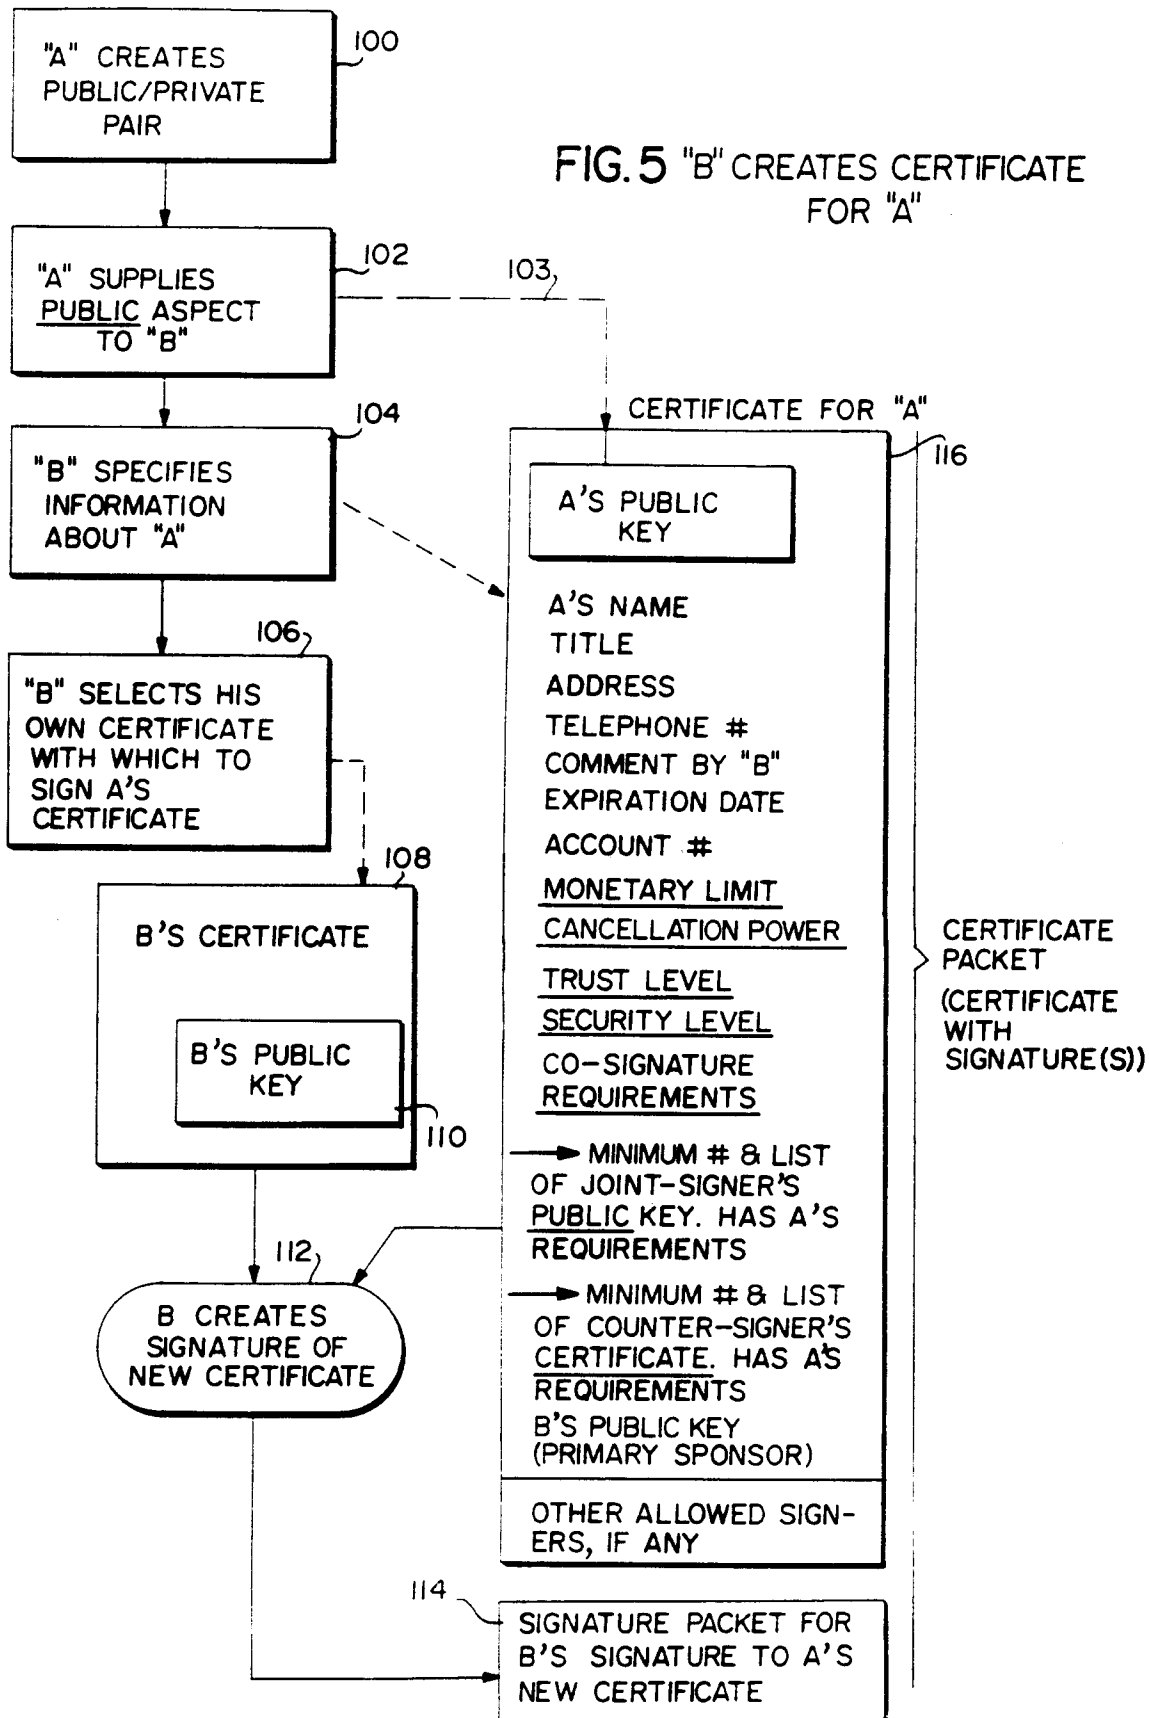 "A" CREATES
PUBLIC/PRIVATE
PAIR
100
FIG. 5 "B" CREATES CERTIFICATE
FOR "A"
"A" SUPPLIES
PUBLIC ASPECT
TO "B"
102
103
"B" SPECIFIES
INFORMATION
ABOUT "A"
104
CERTIFICATE FOR "A"
116
A'S PUBLIC
KEY
A'S NAME
TITLE
ADDRESS
TELEPHONE #
COMMENT BY "B"
EXPIRATION DATE
ACCOUNT #
MONETARY LIMIT
CANCELLATION POWER
TRUST LEVEL
SECURITY LEVEL
CO-SIGNATURE
REQUIREMENTS
MINIMUM # & LIST
OF JOINT-SIGNER'S
PUBLIC KEY. HAS A'S
REQUIREMENTS
MINIMUM # & LIST
OF COUNTER-SIGNER'S
CERTIFICATE. HAS A'S
REQUIREMENTS
B'S PUBLIC KEY
(PRIMARY SPONSOR)
OTHER ALLOWED SIGN-
ERS, IF ANY
106
"B" SELECTS HIS
OWN CERTIFICATE
WITH WHICH TO
SIGN A'S
CERTIFICATE
108
B'S CERTIFICATE
B'S PUBLIC
KEY
110
112
B CREATES
SIGNATURE OF
NEW CERTIFICATE
114
SIGNATURE PACKET FOR
B'S SIGNATURE TO A'S
NEW CERTIFICATE
CERTIFICATE
PACKET
(CERTIFICATE
WITH
SIGNATURE(S))